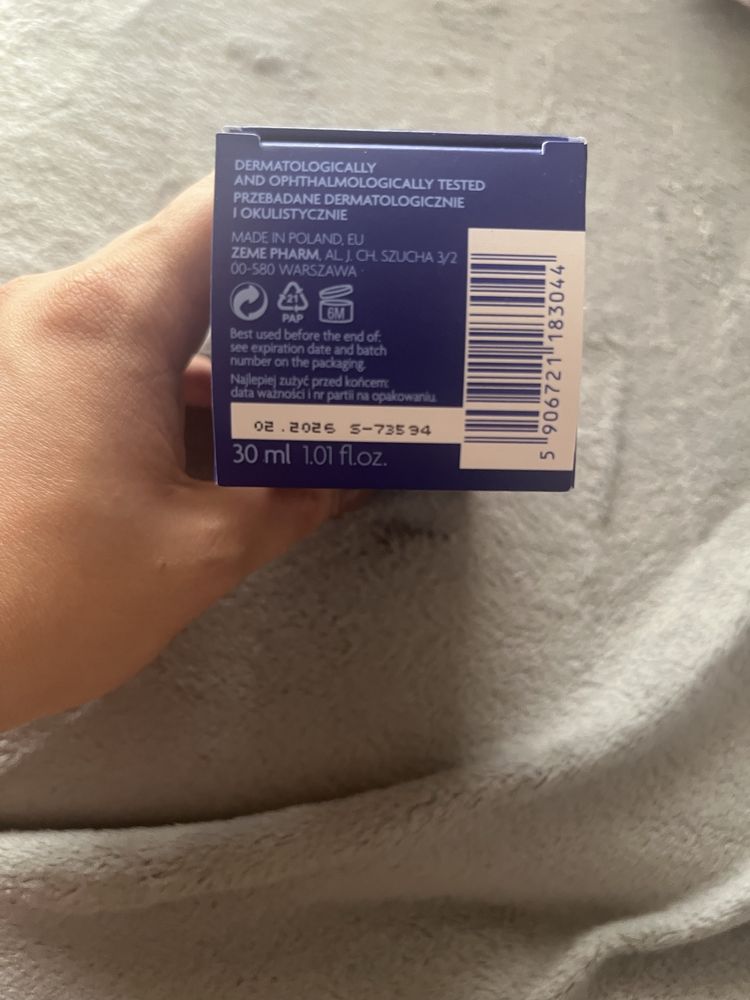 DERMATOLOGICALLY
AND OPHTHALMOLOGICALLY TESTED
PRZEBADANE DERMATOLOGICZNIE
I OKULISTYCZNIE
MADE IN POLAND, EU
ZEME PHARM, AL. J. CH. SZUCHA 3/2
00-580 WARSZAWA
21
PAP
6M
Best used before the end of:
see expiration date and batch
number on the packaging.
Najlepiej zużyć przed końcem:
data ważności i nr partii na opakowaniu.
02.2026 S-73594
30 ml 1.01 fl.oz.
5 906721 183044